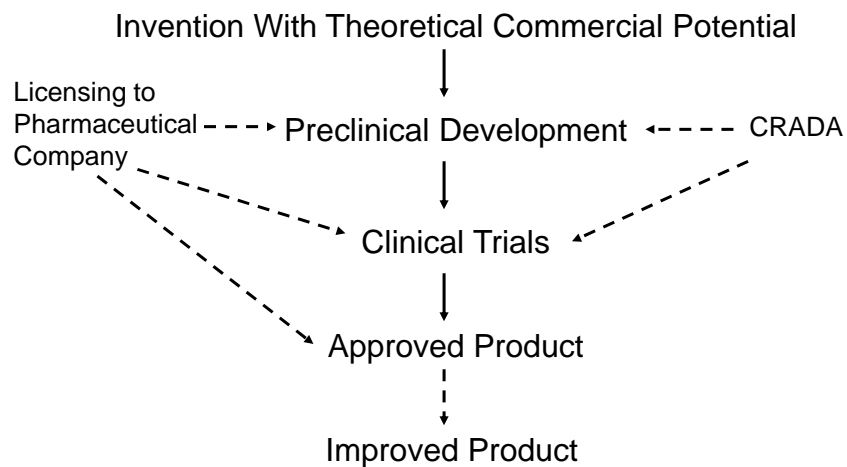 Invention With Theoretical Commercial Potential
Licensing to
Pharmaceutical
Company
Preclinical Development
CRADA
Clinical Trials
Approved Product
Improved Product